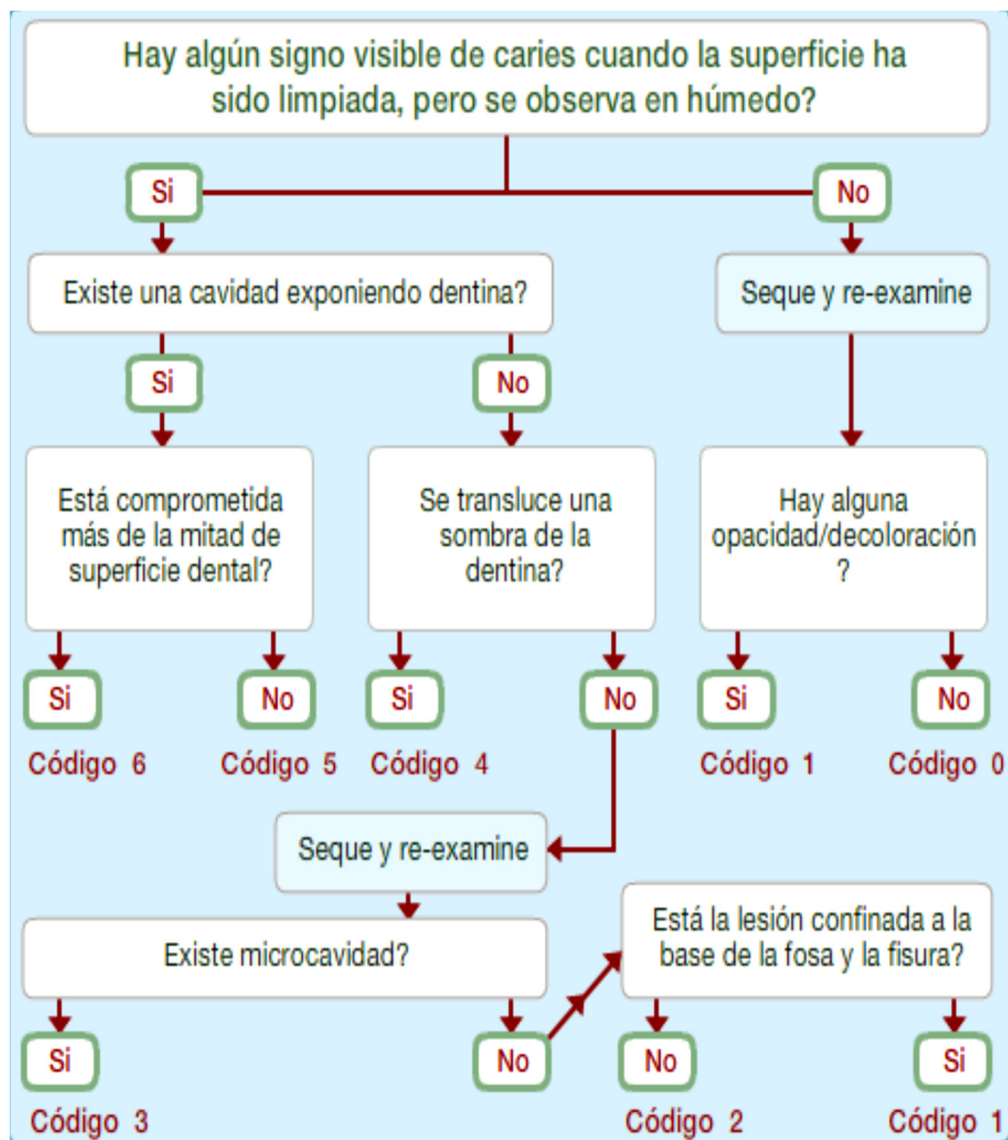 Hay algún signo visible de caries cuando la superficie ha
sido limpiada, pero se observa en húmedo?
Si
No
Existe una cavidad exponiendo dentina?
Seque y re-examine
Si
No
Está comprometida
más de la mitad de
superficie dental?
Se transluce una
sombra de la
dentina?
Hay alguna
opacidad/decoloración
?
Si
No
Si
No
Si
No
Código 6
Código 5
Código 4
Código 1
Código 0
Seque y re-examine
Existe microcavidad?
Está la lesión confinada a la
base de la fosa y la fisura?
Si
No
No
Si
Código 3
Código 2
Código 1